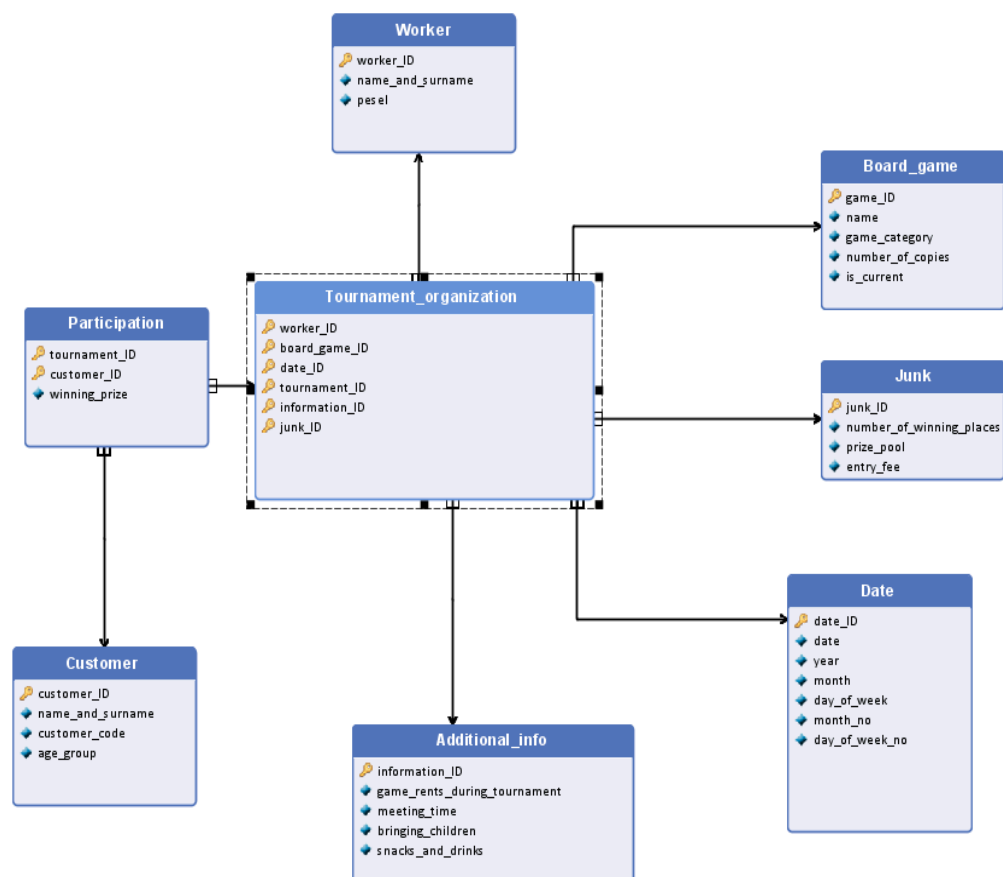 Worker
worker_ID
name_and_surname
pesel
Board_game
game_ID
name
game_category
number_of_copies
is_current
Tournament_organization
worker_ID
board_game_ID
date_ID
tournament_ID
information_ID
junk_ID
Participation
tournament_ID
customer_ID
winning_prize
Junk
junk_ID
number_of_winning_places
prize_pool
entry_fee
Date
date_ID
date
year
month
day_of_week
month_no
day_of_week_no
Customer
customer_ID
name_and_surname
customer_code
age_group
Additional_info
information_ID
game_rents_during_tournament
meeting_time
bringing_children
snacks_and_drinks